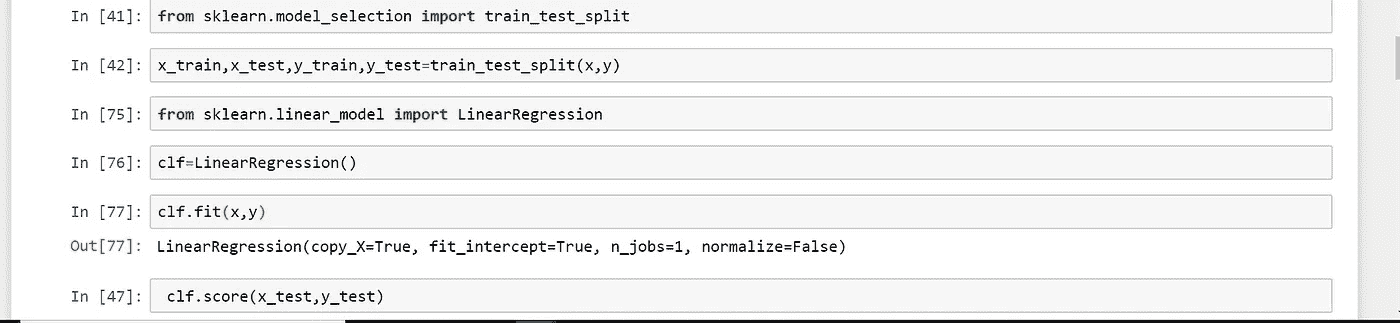 In [41]: from sklearn.model_selection import train_test_split
In [42]: x_train,x_test,y_train,y_test=train_test_split(x,y)
In [75]: from sklearn.linear_model import LinearRegression
In [76]: clf=LinearRegression()
In [77]: clf.fit(x,y)
Out[77]: LinearRegression(copy_X=True, fit_intercept=True, n_jobs=1, normalize=False)
In [47]: clf.score(x_test,y_test)